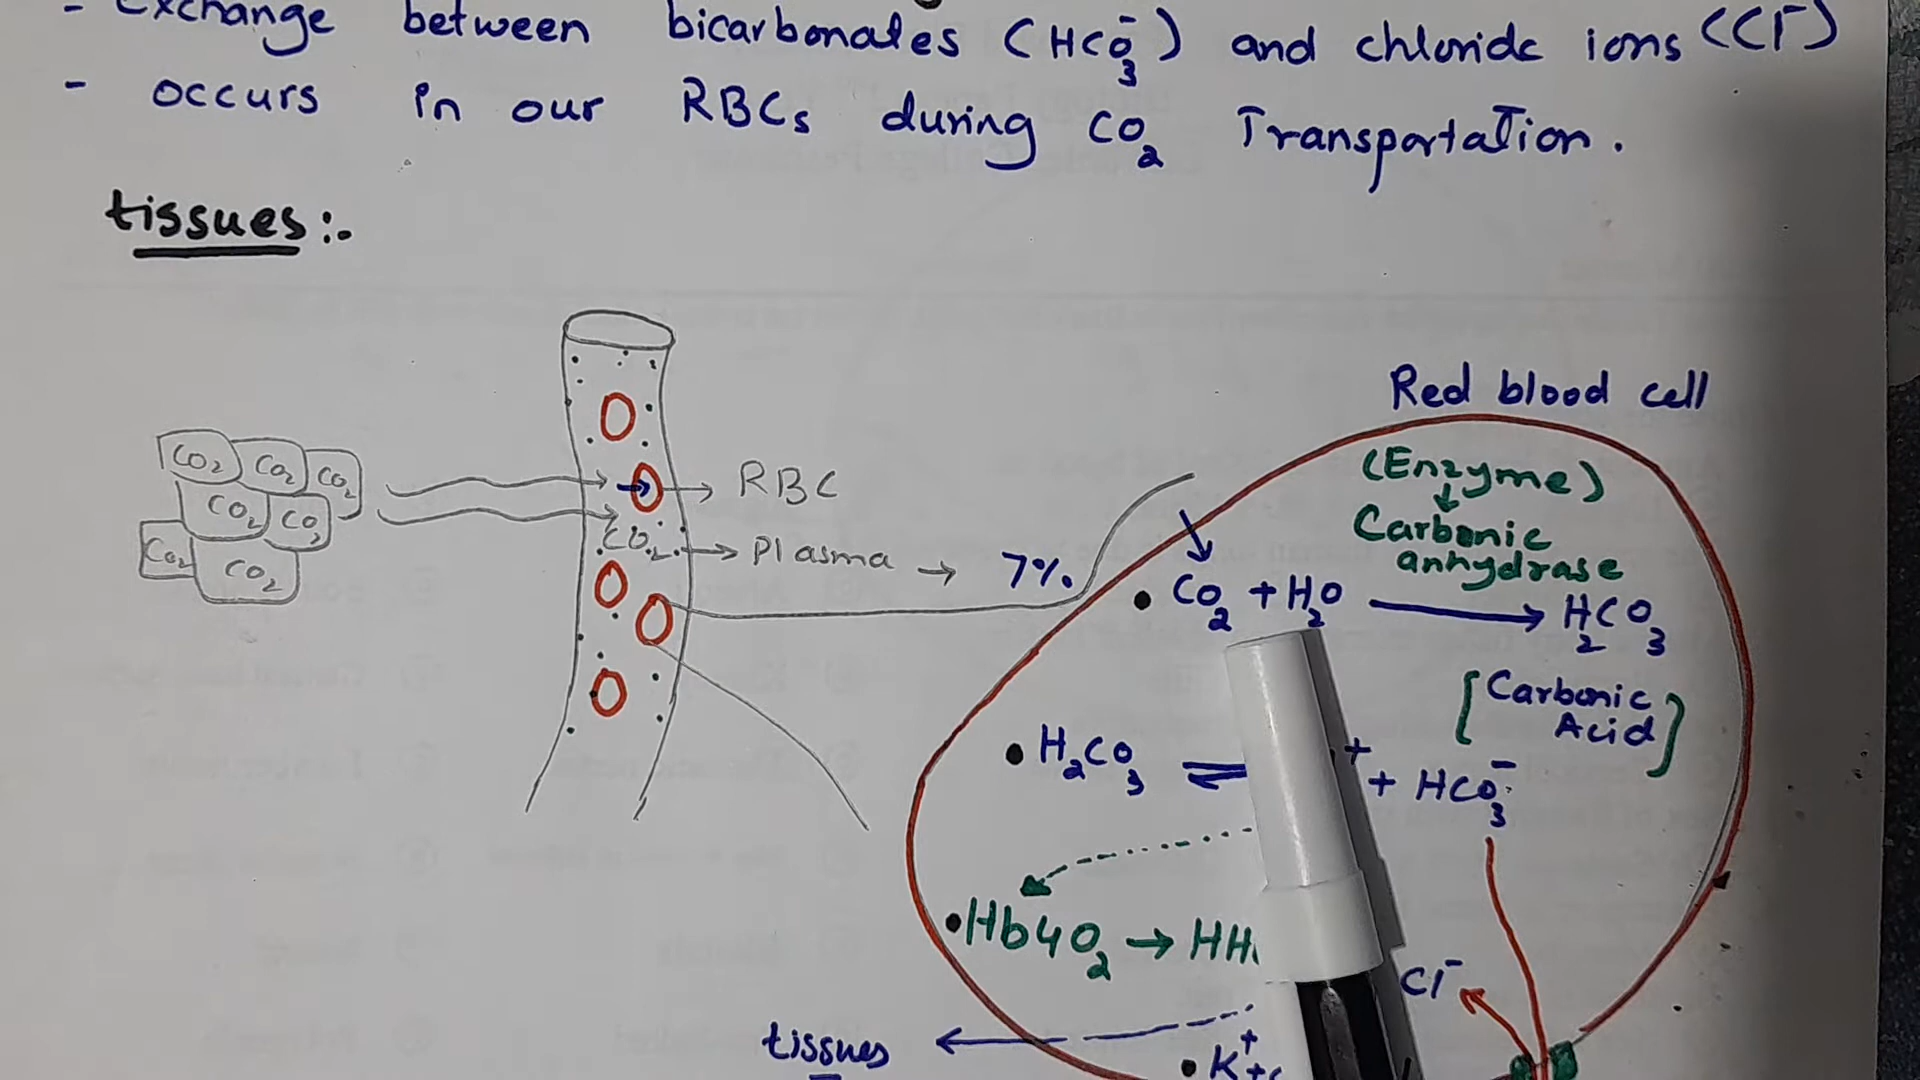 - Exchange between bicarbonates (HCO₃⁻) and chloride ions (Cl⁻)
- occurs in our RBCs during CO₂ Transportation.
tissues:-
Red blood cell
(Enzyme)
↓
Carbonic
anhydrase
CO₂ CO₂ CO₂
CO₂ CO₂
CO₂ CO₂
→ RBC
CO₂
→ Plasma → 7%
• CO₂ + H₂O → H₂CO₃
[Carbonic
Acid]
• H₂CO₃ ⇌ + + HCO₃⁻
• Hb4O₂ → HH
Cl⁻
tissues
• K⁺ +